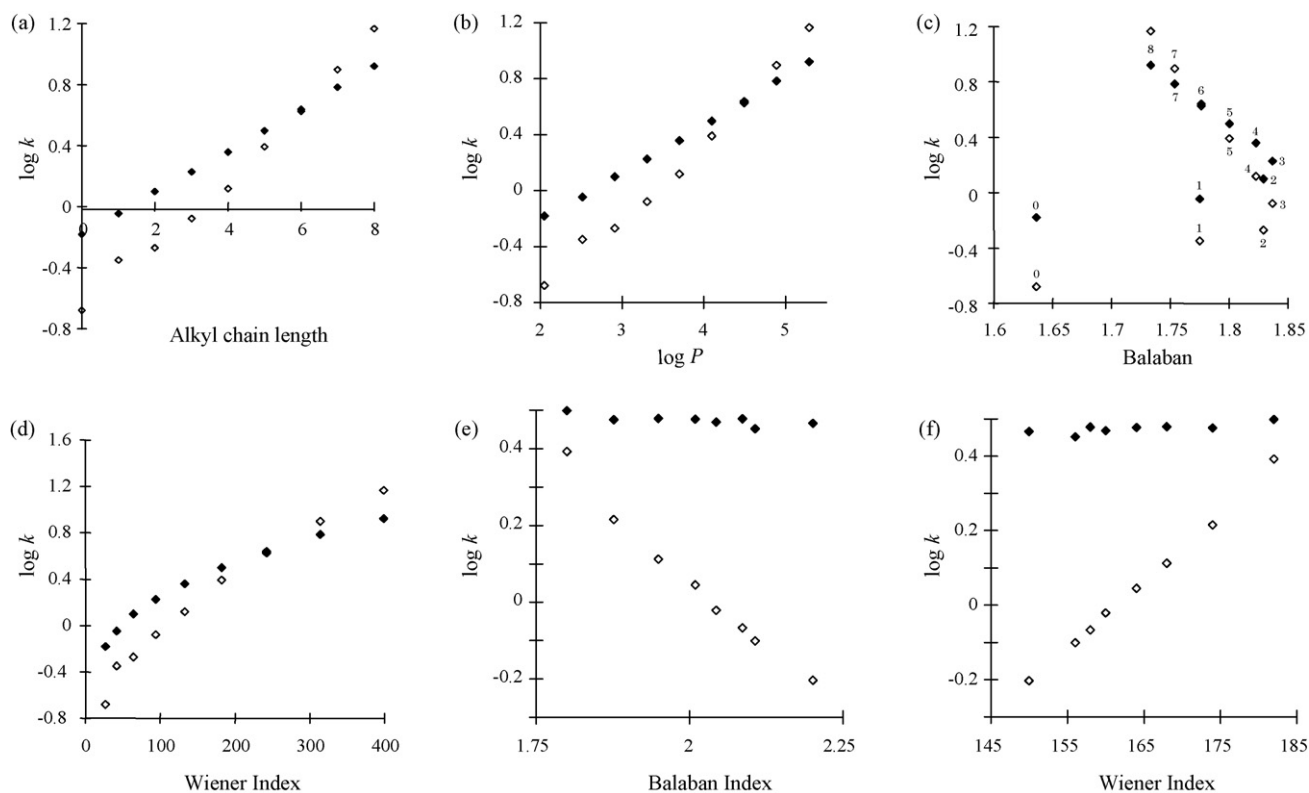 (a)
1.2
0.8
0.4
0
-0.4
-0.8
log k
0 2 4 6 8
Alkyl chain length
(b)
1.2
0.8
0.4
0
-0.4
-0.8
log k
2 3 4 5
log P
(c)
1.2
0.8
0.4
0
-0.4
-0.8
log k
8
7
7
6
5
5
4
4
3
2
3
2
1
1
0
0
1.6 1.65 1.7 1.75 1.8 1.85
Balaban
(d)
1.6
1.2
0.8
0.4
0
-0.4
-0.8
log k
0 100 200 300 400
Wiener Index
(e)
0.4
0.2
0
-0.2
log k
1.75 2 2.25
Balaban Index
(f)
0.4
0.2
0
-0.2
log k
145 155 165 175 185
Wiener Index